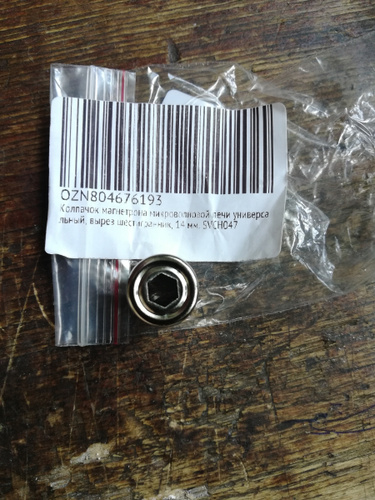 OZN804676193
Колпачок магнетрона микроволновой печи универса
льный, вырез шестигранник, 14 мм, SVCH047